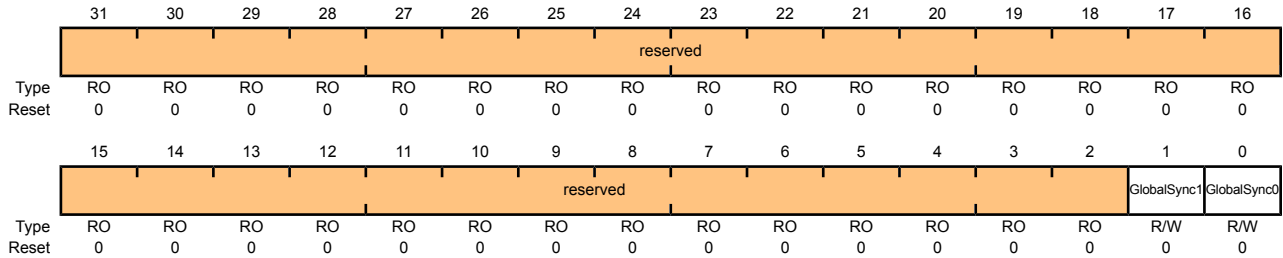 31 30 29 28 27 26 25 24 23 22 21 20 19 18 17 16
reserved
Type RO RO RO RO RO RO RO RO RO RO RO RO RO RO RO RO
Reset 0 0 0 0 0 0 0 0 0 0 0 0 0 0 0 0
15 14 13 12 11 10 9 8 7 6 5 4 3 2 1 0
reserved GlobalSync1 GlobalSync0
Type RO RO RO RO RO RO RO RO RO RO RO RO RO RO R/W R/W
Reset 0 0 0 0 0 0 0 0 0 0 0 0 0 0 0 0